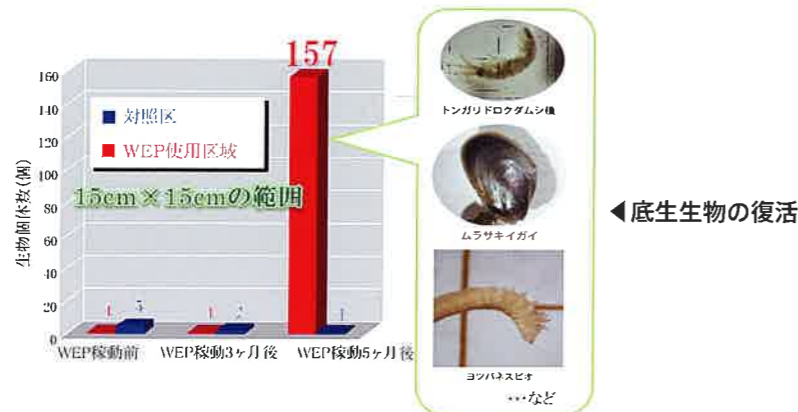 157
生物個体数(個)
160
140
120
100
80
60
40
20
0
対照区
WEP使用区域
15cm×15cmの範囲
1
5
1
2
1
WEP稼動前
WEP稼動3ヶ月後
WEP稼動5ヶ月後
トンガリドロクダムシ種
ムラサキイガイ
ヨツバネスピオ
…など
◀底生生物の復活